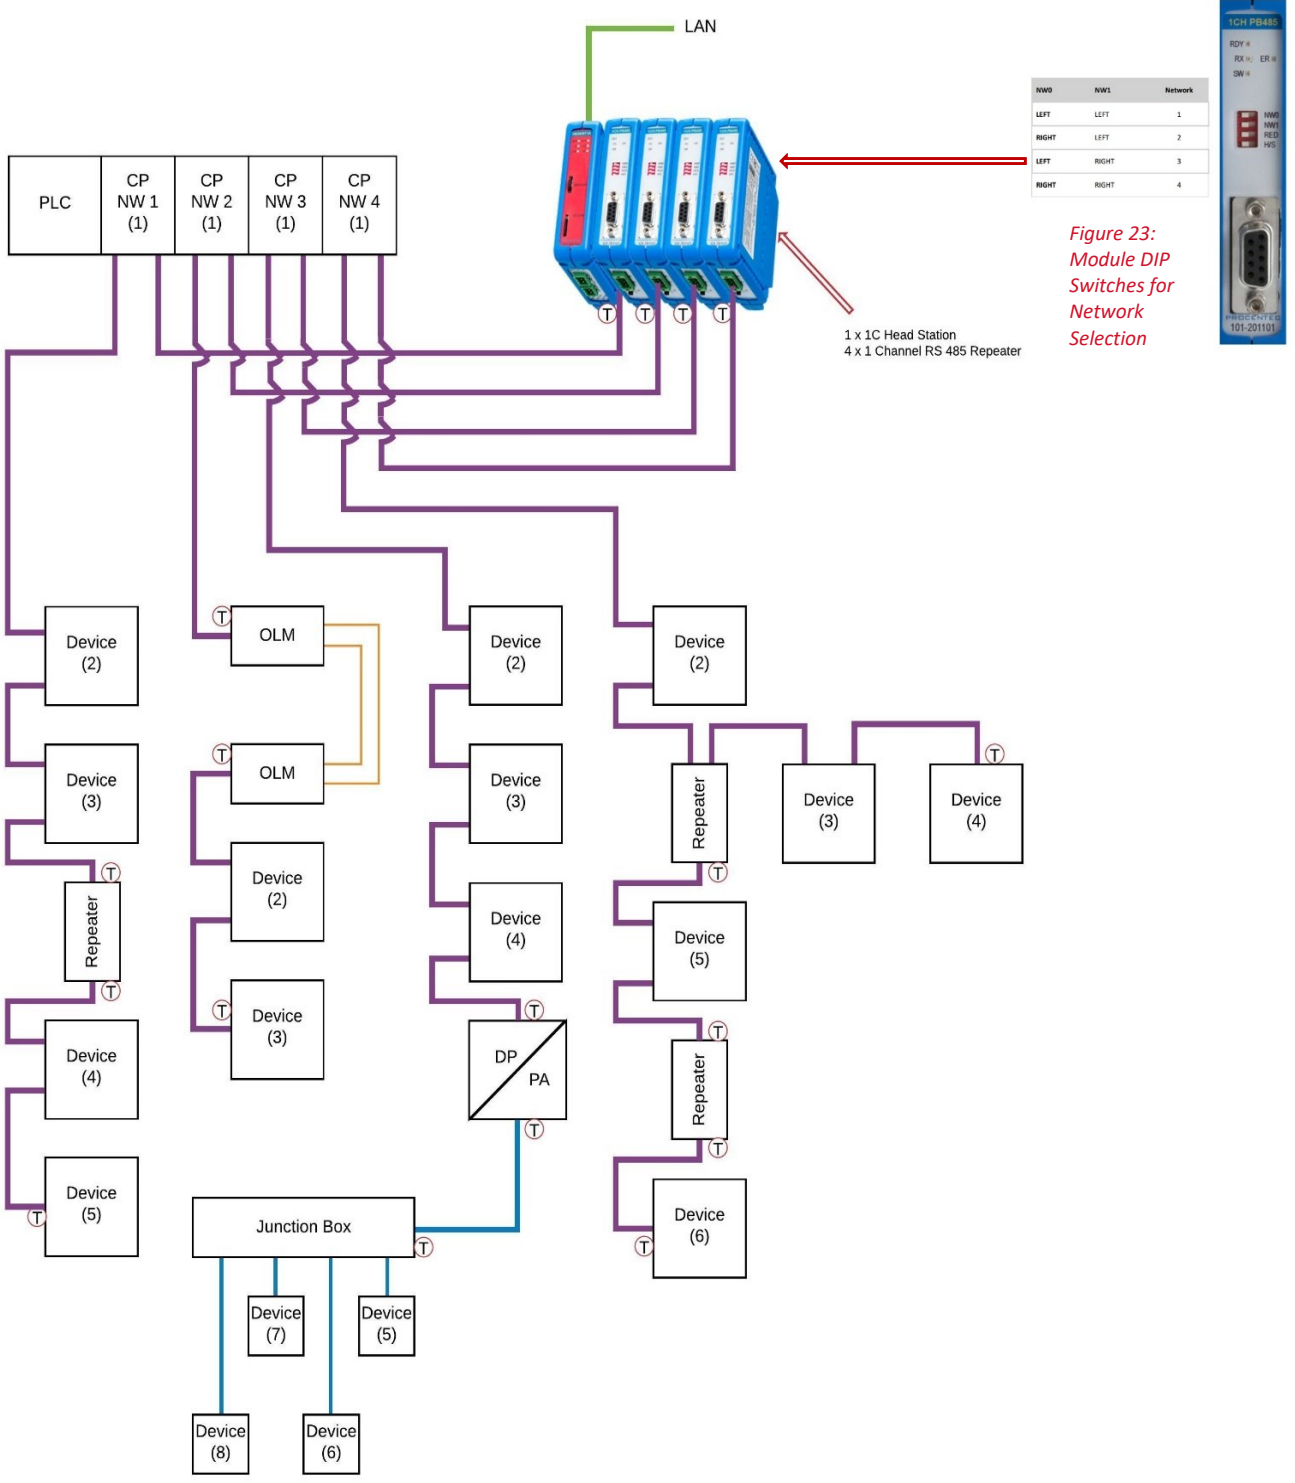 LAN
1CH PB485
RDY
RX ER
SW
NW0
NW1
RED
H/S
PROCENTEC
101-201101
NW0 NW1 Network
LEFT LEFT 1
RIGHT LEFT 2
LEFT RIGHT 3
RIGHT RIGHT 4
Figure 23:
Module DIP
Switches for
Network
Selection
PLC
CP
NW 1
(1)
CP
NW 2
(1)
CP
NW 3
(1)
CP
NW 4
(1)
T
T
T
T
1 x 1C Head Station
4 x 1 Channel RS 485 Repeater
Device
(2)
T
OLM
Device
(2)
Device
(2)
Device
(3)
T
OLM
Device
(3)
Repeater
Device
(3)
T
Device
(4)
T
T
Repeater
T
Device
(2)
Device
(4)
Device
(5)
Device
(4)
T
Device
(3)
T
DP
PA
T
T
Repeater
T
Device
(5)
T
Junction Box
T
Device
(6)
T
Device
(7)
Device
(5)
Device
(8)
Device
(6)